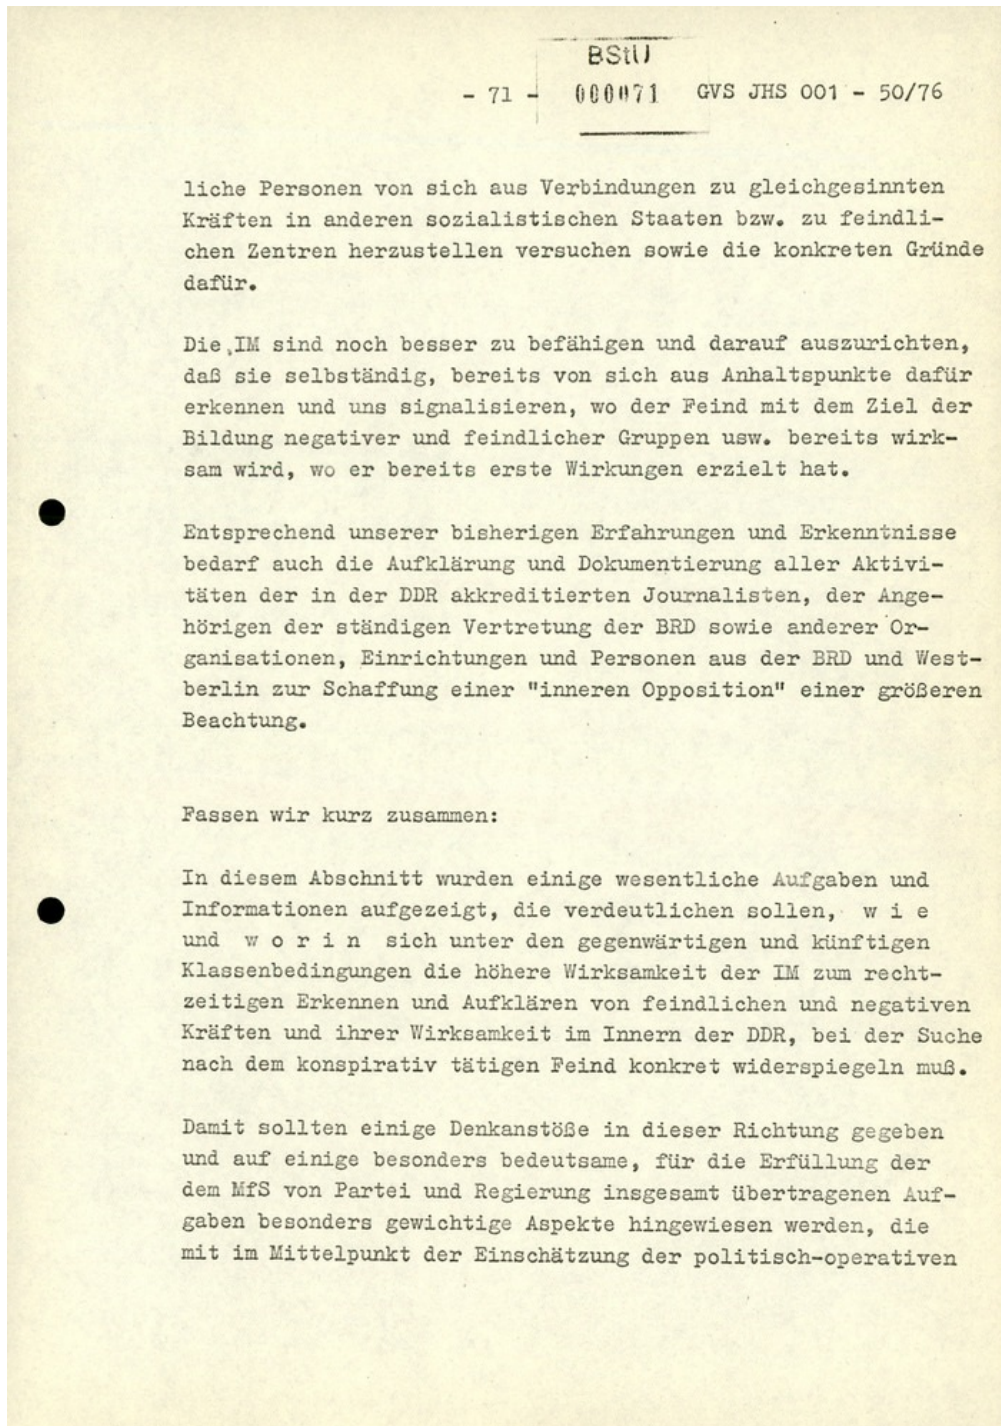 BStU
- 71 - 000071 GVS JHS 001 - 50/76
liche Personen von sich aus Verbindungen zu gleichgesinnten
Kräften in anderen sozialistischen Staaten bzw. zu feindli-
chen Zentren herzustellen versuchen sowie die konkreten Gründe
dafür.
Die IM sind noch besser zu befähigen und darauf auszurichten,
daß sie selbständig, bereits von sich aus Anhaltspunkte dafür
erkennen und uns signalisieren, wo der Feind mit dem Ziel der
Bildung negativer und feindlicher Gruppen usw. bereits wirk-
sam wird, wo er bereits erste Wirkungen erzielt hat.
Entsprechend unserer bisherigen Erfahrungen und Erkenntnisse
bedarf auch die Aufklärung und Dokumentierung aller Aktivi-
täten der in der DDR akkreditierten Journalisten, der Ange-
hörigen der ständigen Vertretung der BRD sowie anderer Or-
ganisationen, Einrichtungen und Personen aus der BRD und West-
berlin zur Schaffung einer "inneren Opposition" einer größeren
Beachtung.
Fassen wir kurz zusammen:
In diesem Abschnitt wurden einige wesentliche Aufgaben und
Informationen aufgezeigt, die verdeutlichen sollen, w i e
und w o r i n sich unter den gegenwärtigen und künftigen
Klassenbedingungen die höhere Wirksamkeit der IM zum recht-
zeitigen Erkennen und Aufklären von feindlichen und negativen
Kräften und ihrer Wirksamkeit im Innern der DDR, bei der Suche
nach dem konspirativ tätigen Feind konkret widerspiegeln muß.
Damit sollten einige Denkanstöße in dieser Richtung gegeben
und auf einige besonders bedeutsame, für die Erfüllung der
dem MfS von Partei und Regierung insgesamt übertragenen Auf-
gaben besonders gewichtige Aspekte hingewiesen werden, die
mit im Mittelpunkt der Einschätzung der politisch-operativen